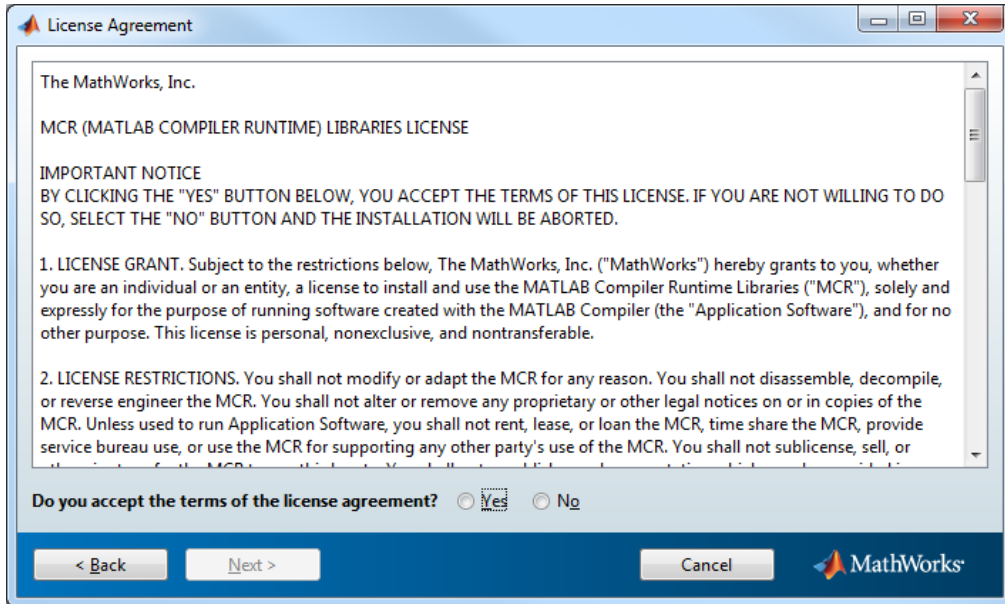 License Agreement
The MathWorks, Inc.
MCR (MATLAB COMPILER RUNTIME) LIBRARIES LICENSE
IMPORTANT NOTICE
BY CLICKING THE "YES" BUTTON BELOW, YOU ACCEPT THE TERMS OF THIS LICENSE. IF YOU ARE NOT WILLING TO DO
SO, SELECT THE "NO" BUTTON AND THE INSTALLATION WILL BE ABORTED.
1. LICENSE GRANT. Subject to the restrictions below, The MathWorks, Inc. ("MathWorks") hereby grants to you, whether
you are an individual or an entity, a license to install and use the MATLAB Compiler Runtime Libraries ("MCR"), solely and
expressly for the purpose of running software created with the MATLAB Compiler (the "Application Software"), and for no
other purpose. This license is personal, nonexclusive, and nontransferable.
2. LICENSE RESTRICTIONS. You shall not modify or adapt the MCR for any reason. You shall not disassemble, decompile,
or reverse engineer the MCR. You shall not alter or remove any proprietary or other legal notices on or in copies of the
MCR. Unless used to run Application Software, you shall not rent, lease, or loan the MCR, time share the MCR, provide
service bureau use, or use the MCR for supporting any other party's use of the MCR. You shall not sublicense, sell, or
Do you accept the terms of the license agreement? Yes No
< Back Next > Cancel MathWorks